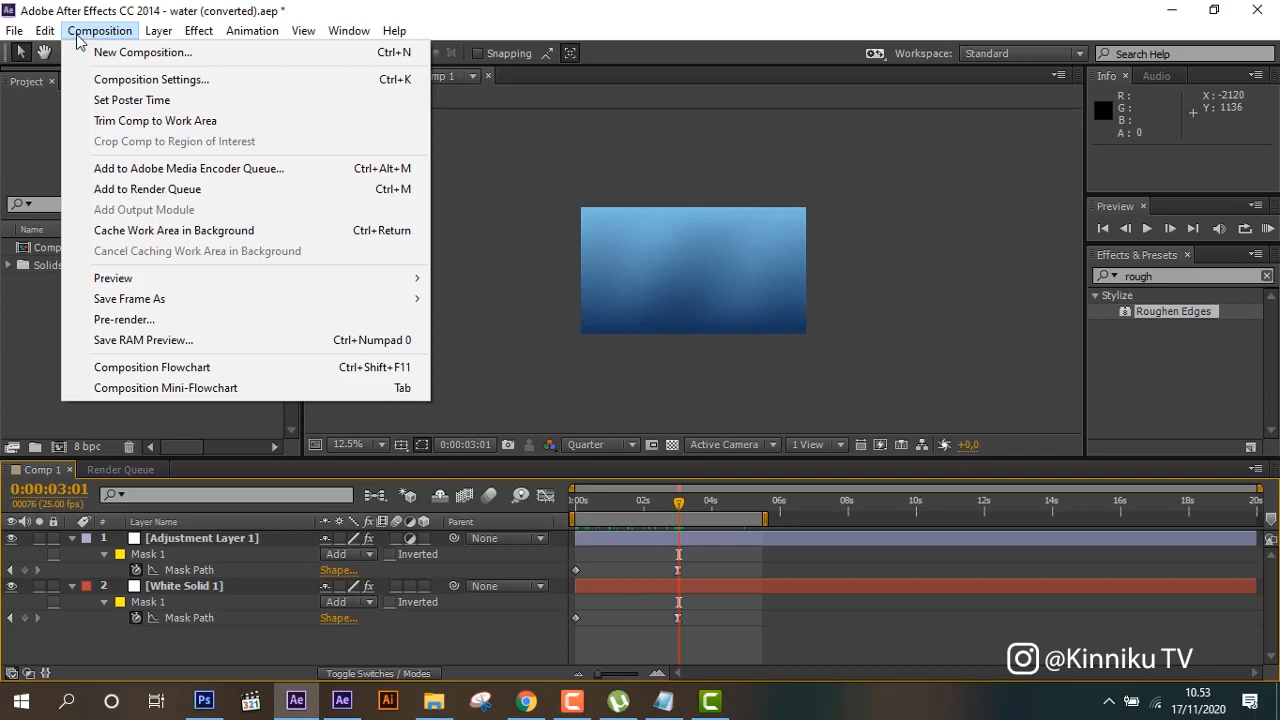 Adobe After Effects CC 2014 - water (converted).aep *
File Edit Composition Layer Effect Animation Window View Help
Snapping Workspace: Standard Search Help
New Composition... Ctrl+N
Composition Settings... Ctrl+K
Set Poster Time
Trim Comp to Work Area
Crop Comp to Region of Interest
Add to Adobe Media Encoder Queue... Ctrl+Alt+M
Add to Render Queue Ctrl+M
Add Output Module
Cache Work Area in Background Ctrl+Return
Cancel Caching Work Area in Background
Preview
Save Frame As
Pre-render...
Save RAM Preview... Ctrl+Numpad 0
Composition Flowchart Ctrl+Shift+F11
Composition Mini-Flowchart Tab
Project
Name
Comp
Solids
8 bpc
mp 1
12.5% 0:00:03:01 Quarter Active Camera 1 View +0,0
Info Audio
R: X: -2120
G: Y: 1136
B:
A: 0
Preview
Effects & Presets
rough
Stylize
Roughen Edges
Comp 1 Render Queue
0:00:03:01
00076 (25.00 fps)
:00s 02s 04s 06s 08s 10s 12s 14s 16s 18s 20s
# Layer Name Parent
1 [Adjustment Layer 1] None
Mask 1 Add Inverted
Mask Path Shape...
2 [White Solid 1] None
Mask 1 Add Inverted
Mask Path Shape...
Toggle Switches / Modes
@Kinniku TV
Ps 321 Ae Ae Ai C C
10.53
17/11/2020